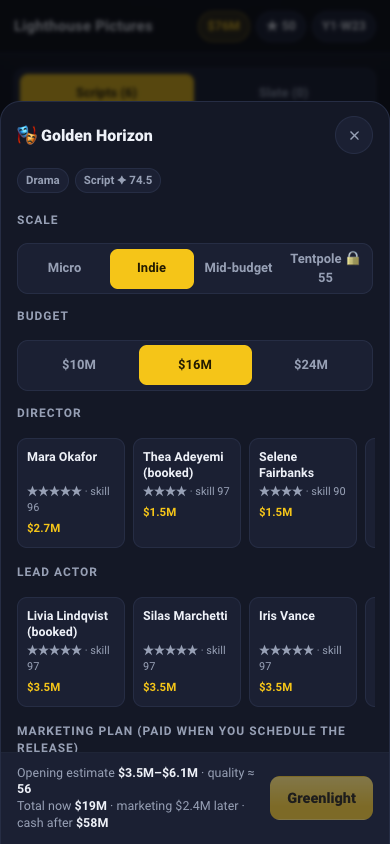 Lighthouse Pictures $76M ★ 50 Y1·W23
Scripts (6)
🎭 Golden Horizon ×
Drama Script ✦ 74.5
SCALE
Micro Indie Mid-budget Tentpole 🔒
55
BUDGET
$10M $16M $24M
DIRECTOR
Mara Okafor
★★★★★ · skill
96
$2.7M
Thea Adeyemi
(booked)
★★★★ · skill 97
$1.5M
Selene
Fairbanks
★★★★ · skill 90
$1.5M
LEAD ACTOR
Livia Lindqvist
(booked)
★★★★★ · skill
97
$3.5M
Silas Marchetti
★★★★★ · skill
97
$3.5M
Iris Vance
★★★★★ · skill
97
$3.5M
MARKETING PLAN (PAID WHEN YOU SCHEDULE THE
RELEASE)
Opening estimate $3.5M–$6.1M · quality ≈
56
Total now $19M · marketing $2.4M later ·
cash after $58M
Greenlight